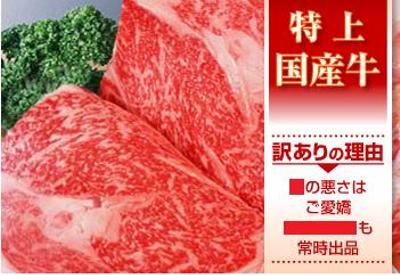 特上
国産牛
訳ありの理由
の悪さは
ご愛嬌
も
常時出品